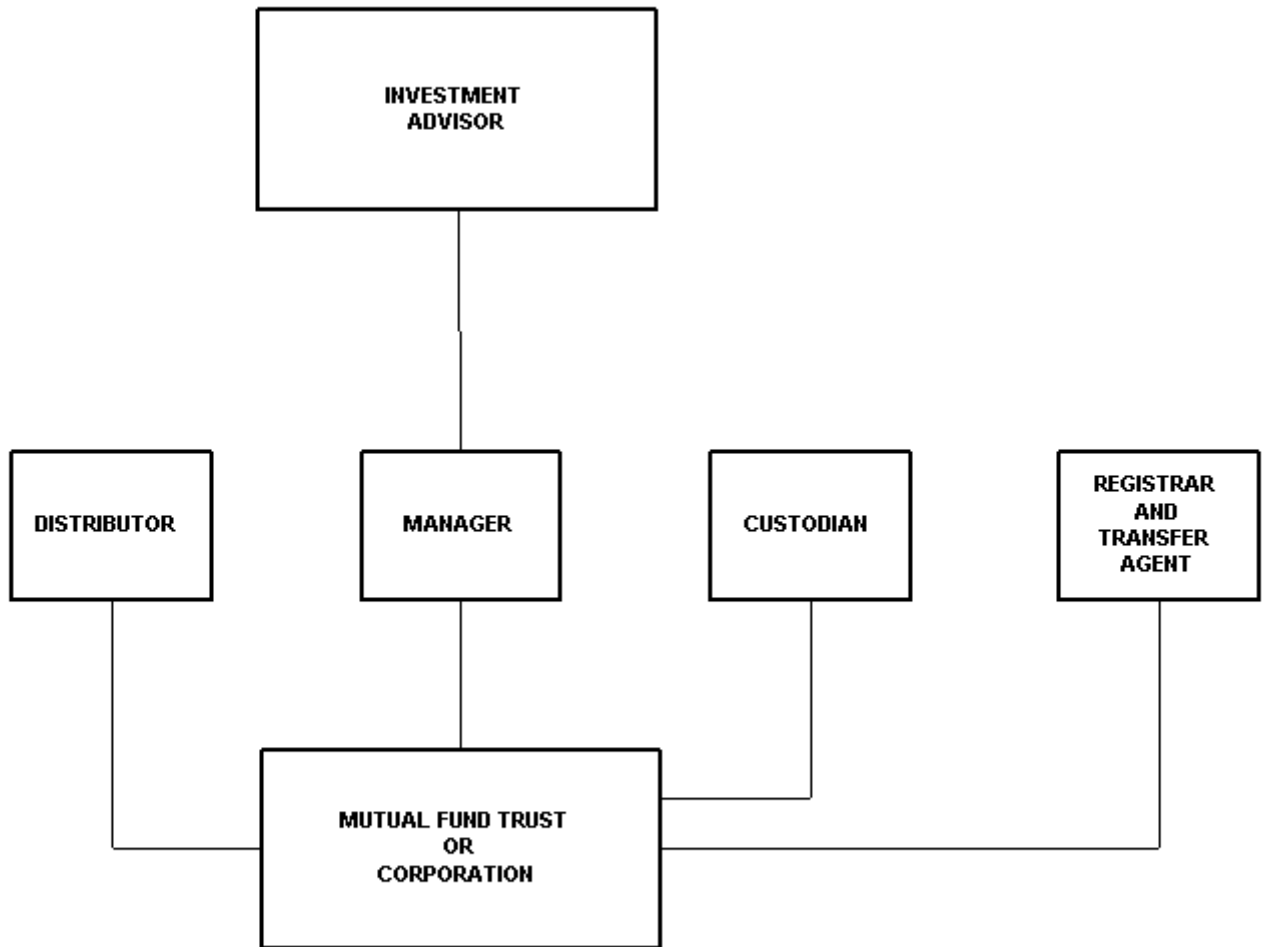 INVESTMENT
ADVISOR
DISTRIBUTOR
MANAGER
CUSTODIAN
REGISTRAR
AND
TRANSFER
AGENT
MUTUAL FUND TRUST
OR
CORPORATION